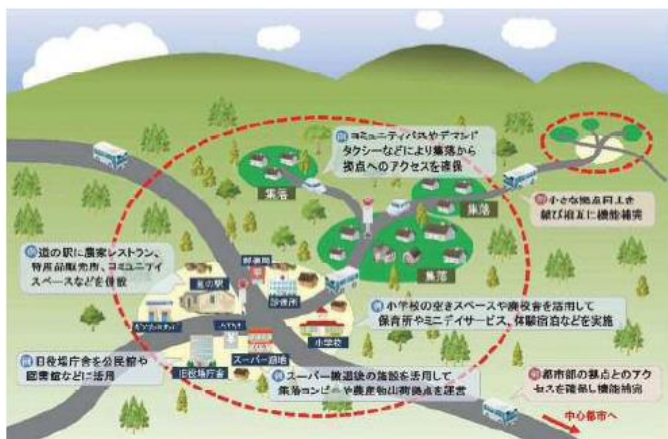 例 コミュニティバスやデマンド
タクシーなどにより集落から
拠点へのアクセスを確保
集落
集落
集落
例 小さな拠点同士を
結び相互に機能補完
例 道の駅に農家レストラン、
特産品販売所、コミュニティ
スペースなどを併設
郵便局
道の駅
診療所
例 小学校の空きスペースや廃校舎を活用して
保育所やミニデイサービス、体験宿泊などを実施
小学校
スーパー跡地
旧役場庁舎
例 旧役場庁舎を公民館や
図書館などに活用
例 スーパー撤退後の施設を活用して
集落コンビニや農産物出荷拠点を運営
例 都市部の拠点とのアク
セスを確保し機能補完
中心都市へ